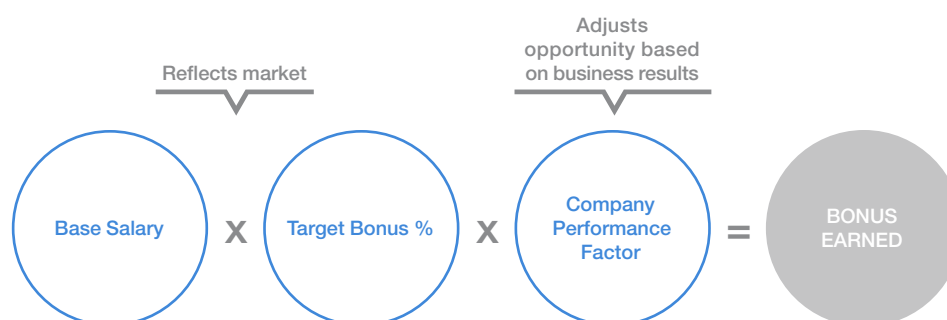 Reflects market
Adjusts
opportunity based
on business results
Base Salary
X
Target Bonus %
X
Company
Performance
Factor
=
BONUS
EARNED